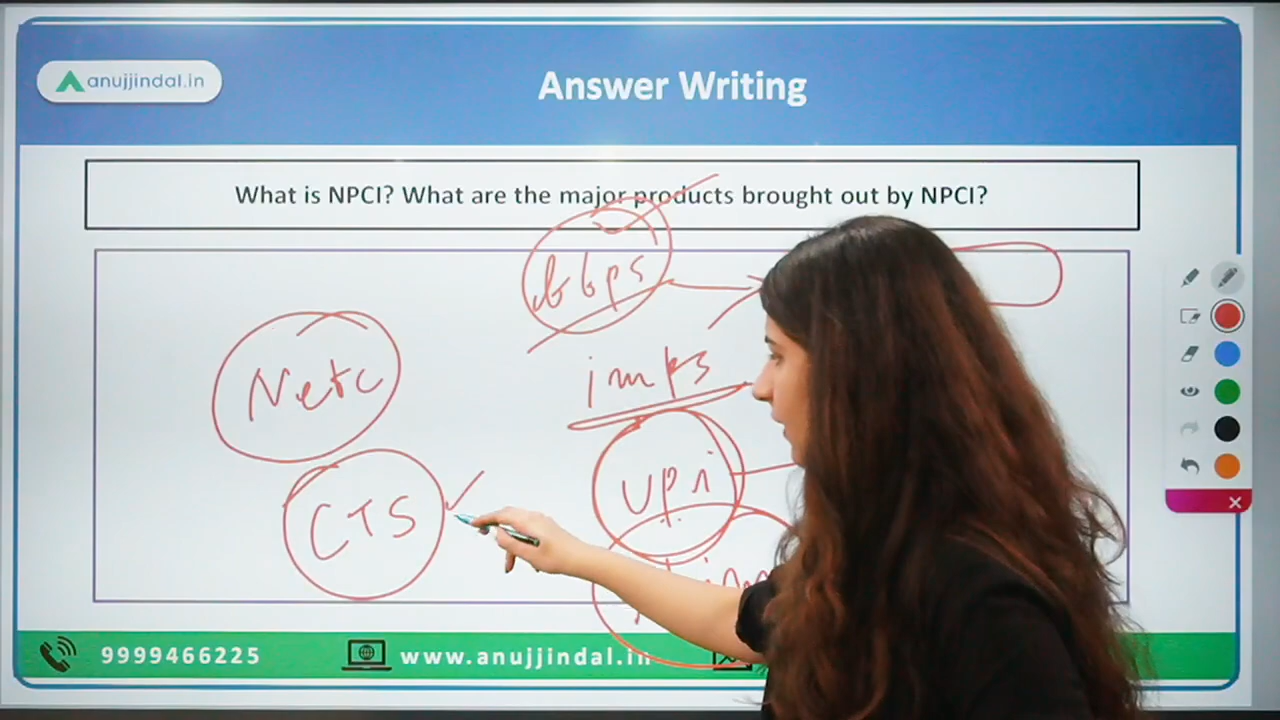 anujjindal.in
Answer Writing
What is NPCI? What are the major products brought out by NPCI?
bbps
imps
Netc
UPi
CTS
9999466225
www.anujjindal.in